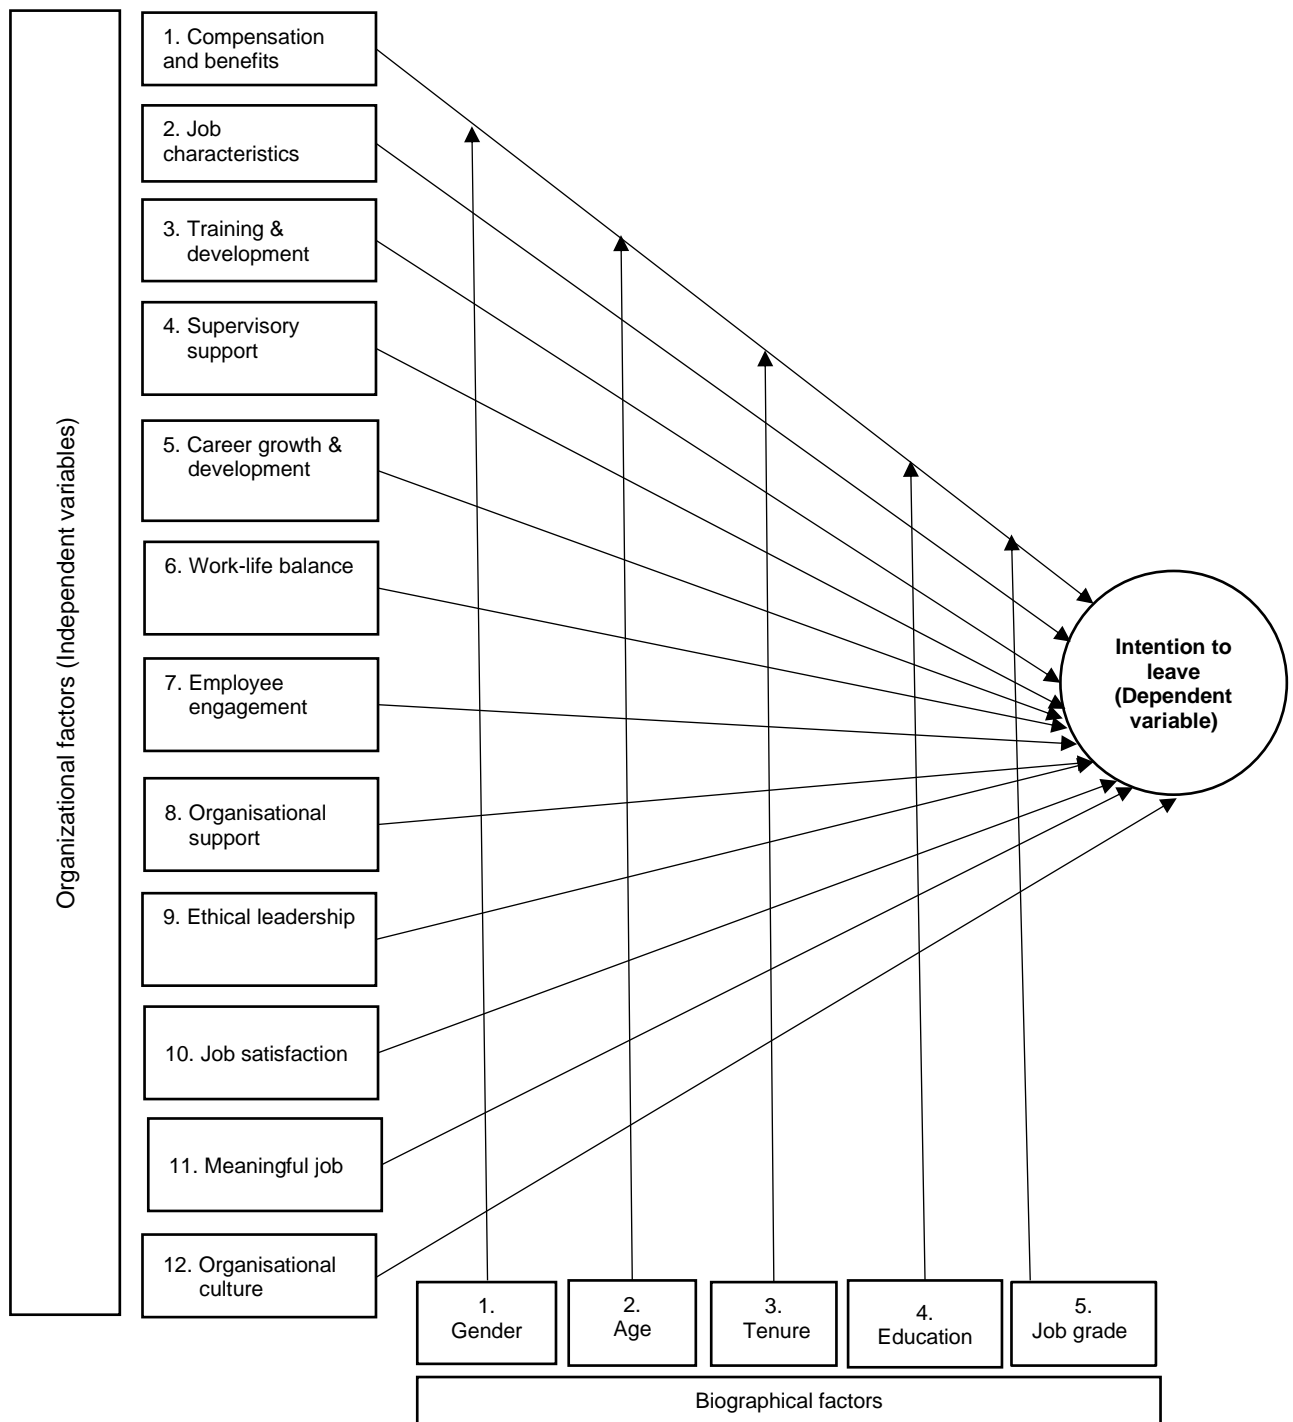 Organizational factors (Independent variables)
1. Compensation
and benefits
2. Job
characteristics
3. Training &
development
4. Supervisory
support
5. Career growth &
development
6. Work-life balance
7. Employee
engagement
8. Organisational
support
9. Ethical leadership
10. Job satisfaction
11. Meaningful job
12. Organisational
culture
Intention to
leave
(Dependent
variable)
1.
Gender
2.
Age
3.
Tenure
4.
Education
5.
Job grade
Biographical factors